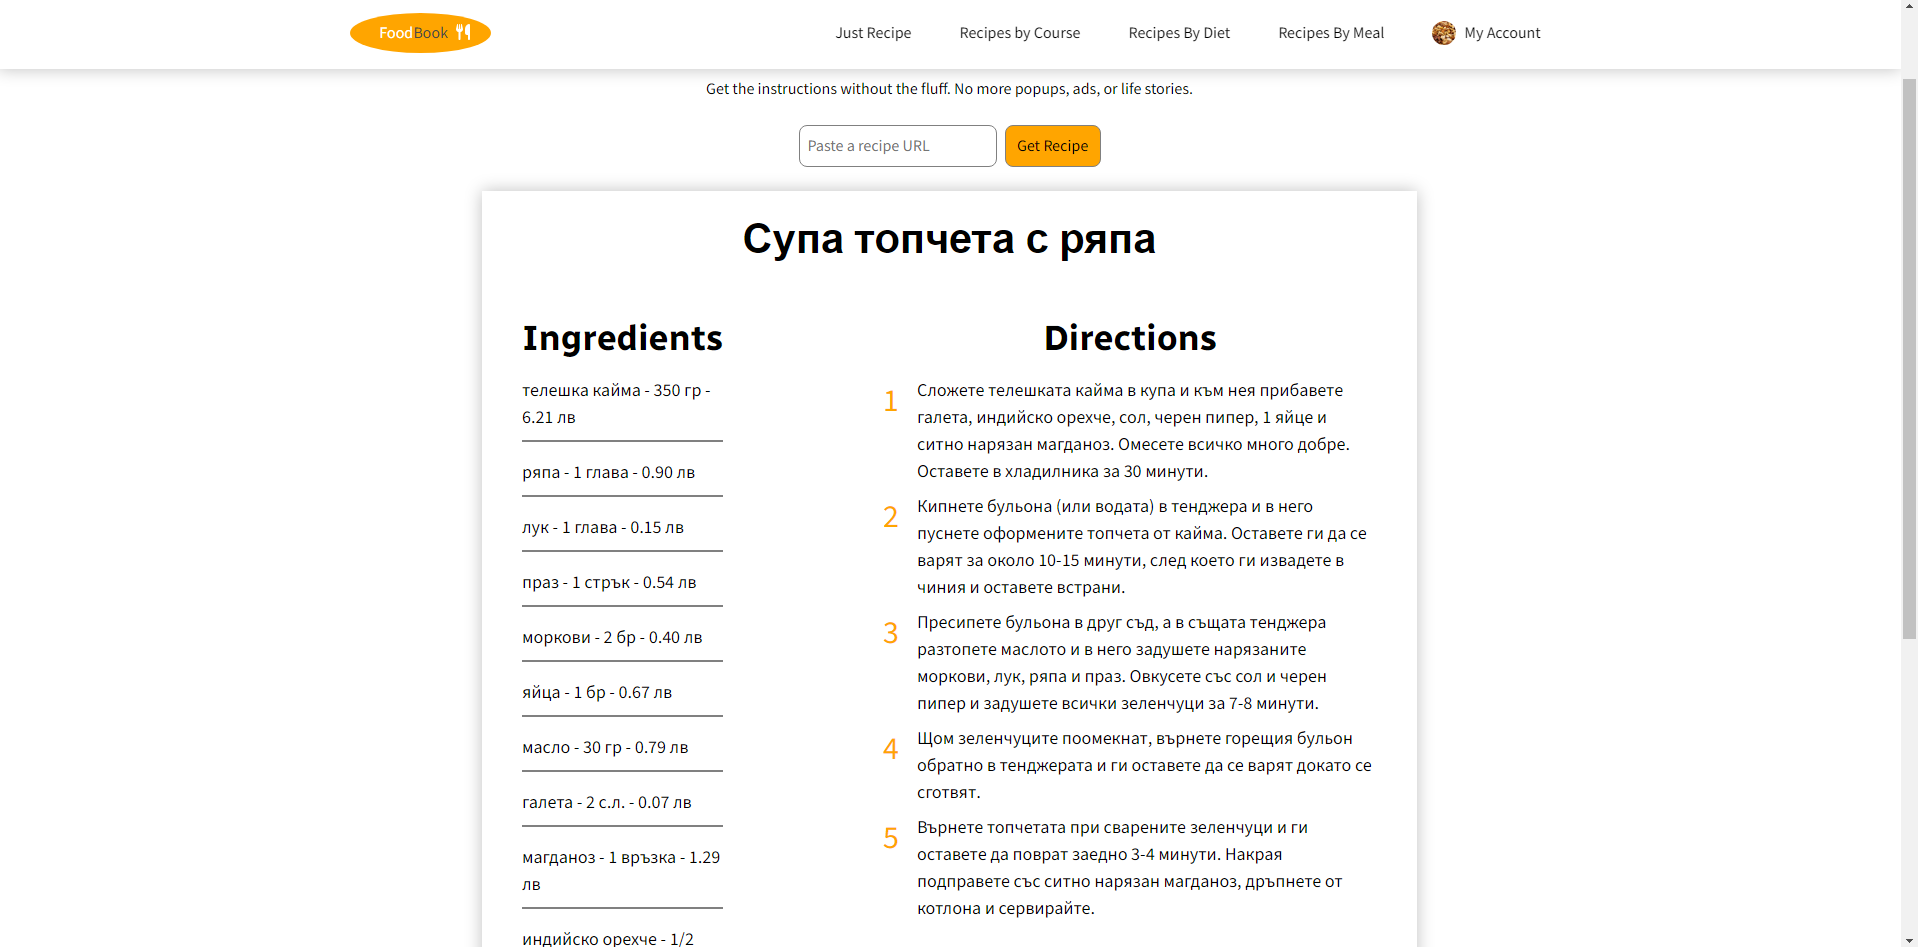 FoodBook
Just Recipe
Recipes by Course
Recipes By Diet
Recipes By Meal
My Account
Get the instructions without the fluff. No more popups, ads, or life stories.
Paste a recipe URL
Get Recipe
Супа топчета с ряпа
Ingredients
телешка кайма - 350 гр -
6.21 лв
ряпа - 1 глава - 0.90 лв
лук - 1 глава - 0.15 лв
праз - 1 стрък - 0.54 лв
моркови - 2 бр - 0.40 лв
яйца - 1 бр - 0.67 лв
масло - 30 гр - 0.79 лв
галета - 2 с.л. - 0.07 лв
магданоз - 1 връзка - 1.29
лв
индийско орехче - 1/2
Directions
1 Сложете телешката кайма в купа и към нея прибавете
галета, индийско орехче, сол, черен пипер, 1 яйце и
ситно нарязан магданоз. Омесете всичко много добре.
Оставете в хладилника за 30 минути.
2 Кипнете бульона (или водата) в тенджера и в него
пуснете оформените топчета от кайма. Оставете ги да се
варят за около 10-15 минути, след което ги извадете в
чиния и оставете встрани.
3 Пресипете бульона в друг съд, а в същата тенджера
разтопете маслото и в него задушете нарязаните
моркови, лук, ряпа и праз. Овкусете със сол и черен
пипер и задушете всички зеленчуци за 7-8 минути.
4 Щом зеленчуците поомекнат, върнете горещия бульон
обратно в тенджерата и ги оставете да се варят докато се
сготвят.
5 Върнете топчетата при сварените зеленчуци и ги
оставете да поврат заедно 3-4 минути. Накрая
подправете със ситно нарязан магданоз, дръпнете от
котлона и сервирайте.